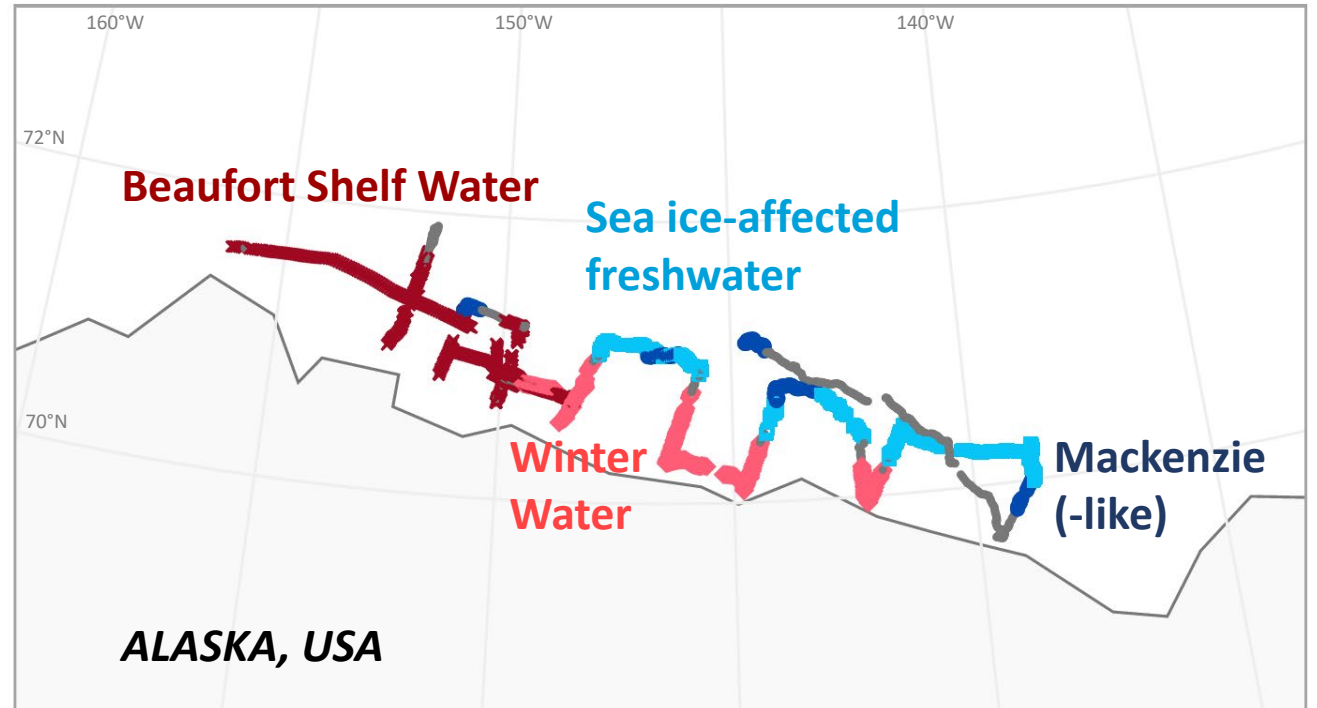 160°W
150°W
140°W
72°N
Beaufort Shelf Water
Sea ice-affected
freshwater
70°N
Winter
Water
Mackenzie
(-like)
ALASKA, USA